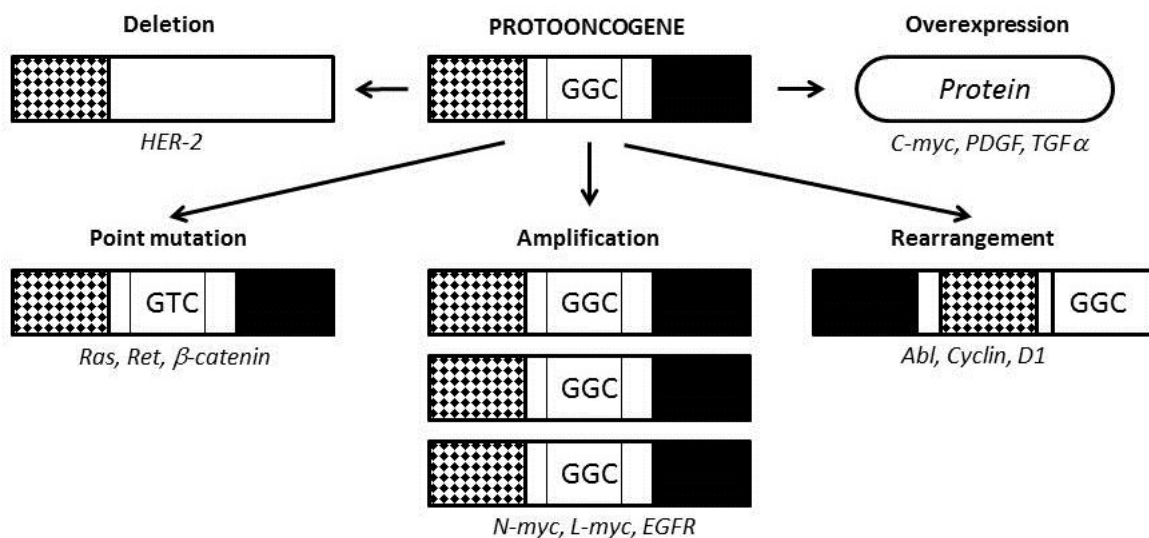 Deletion
PROTOONCOGENE
Overexpression
GGC
Protein
HER-2
C-myc, PDGF, TGFα
Point mutation
Amplification
Rearrangement
GTC
GGC
GGC
Ras, Ret, β-catenin
Abl, Cyclin, D1
GGC
GGC
N-myc, L-myc, EGFR